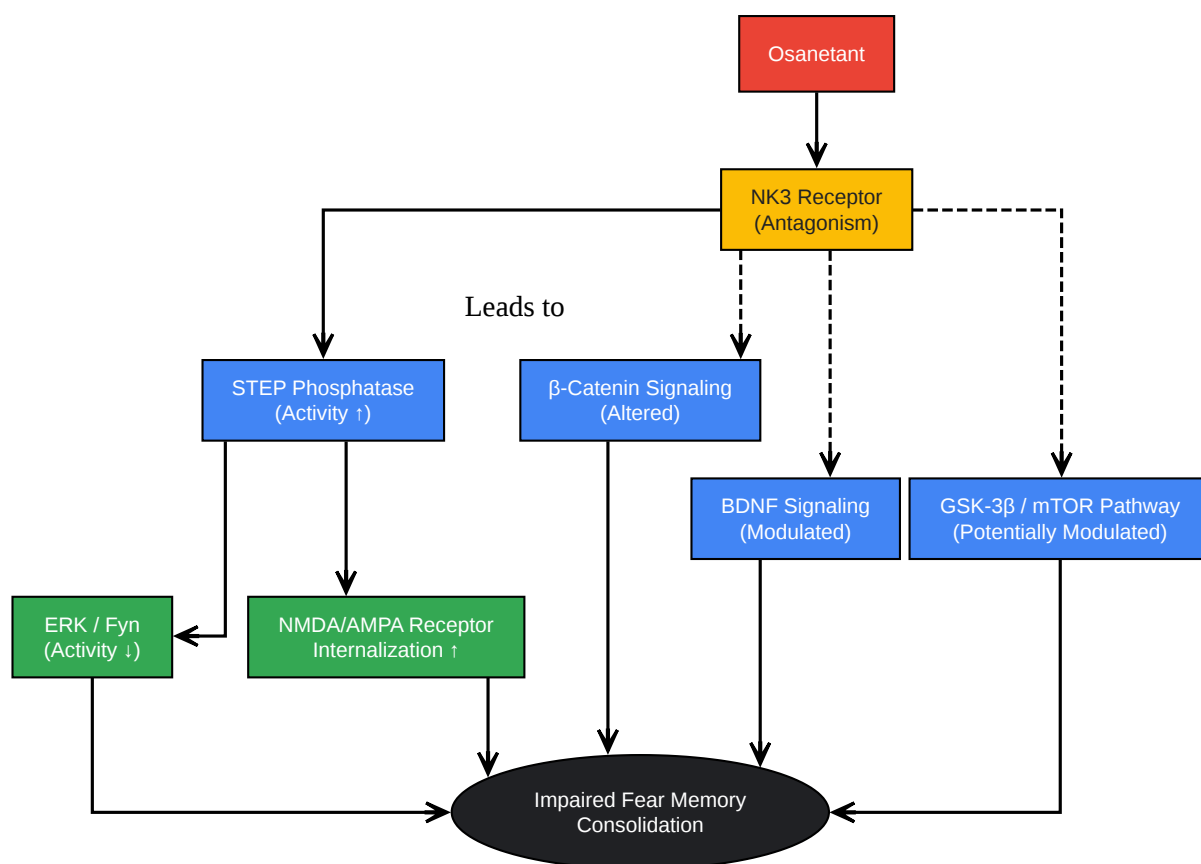 Osanetant
NK3 Receptor
(Antagonism)
Leads to
STEP Phosphatase
(Activity ↑)
β-Catenin Signaling
(Altered)
BDNF Signaling
(Modulated)
GSK-3β / mTOR Pathway
(Potentially Modulated)
ERK / Fyn
(Activity ↓)
NMDA/AMPA Receptor
Internalization ↑
Impaired Fear Memory
Consolidation